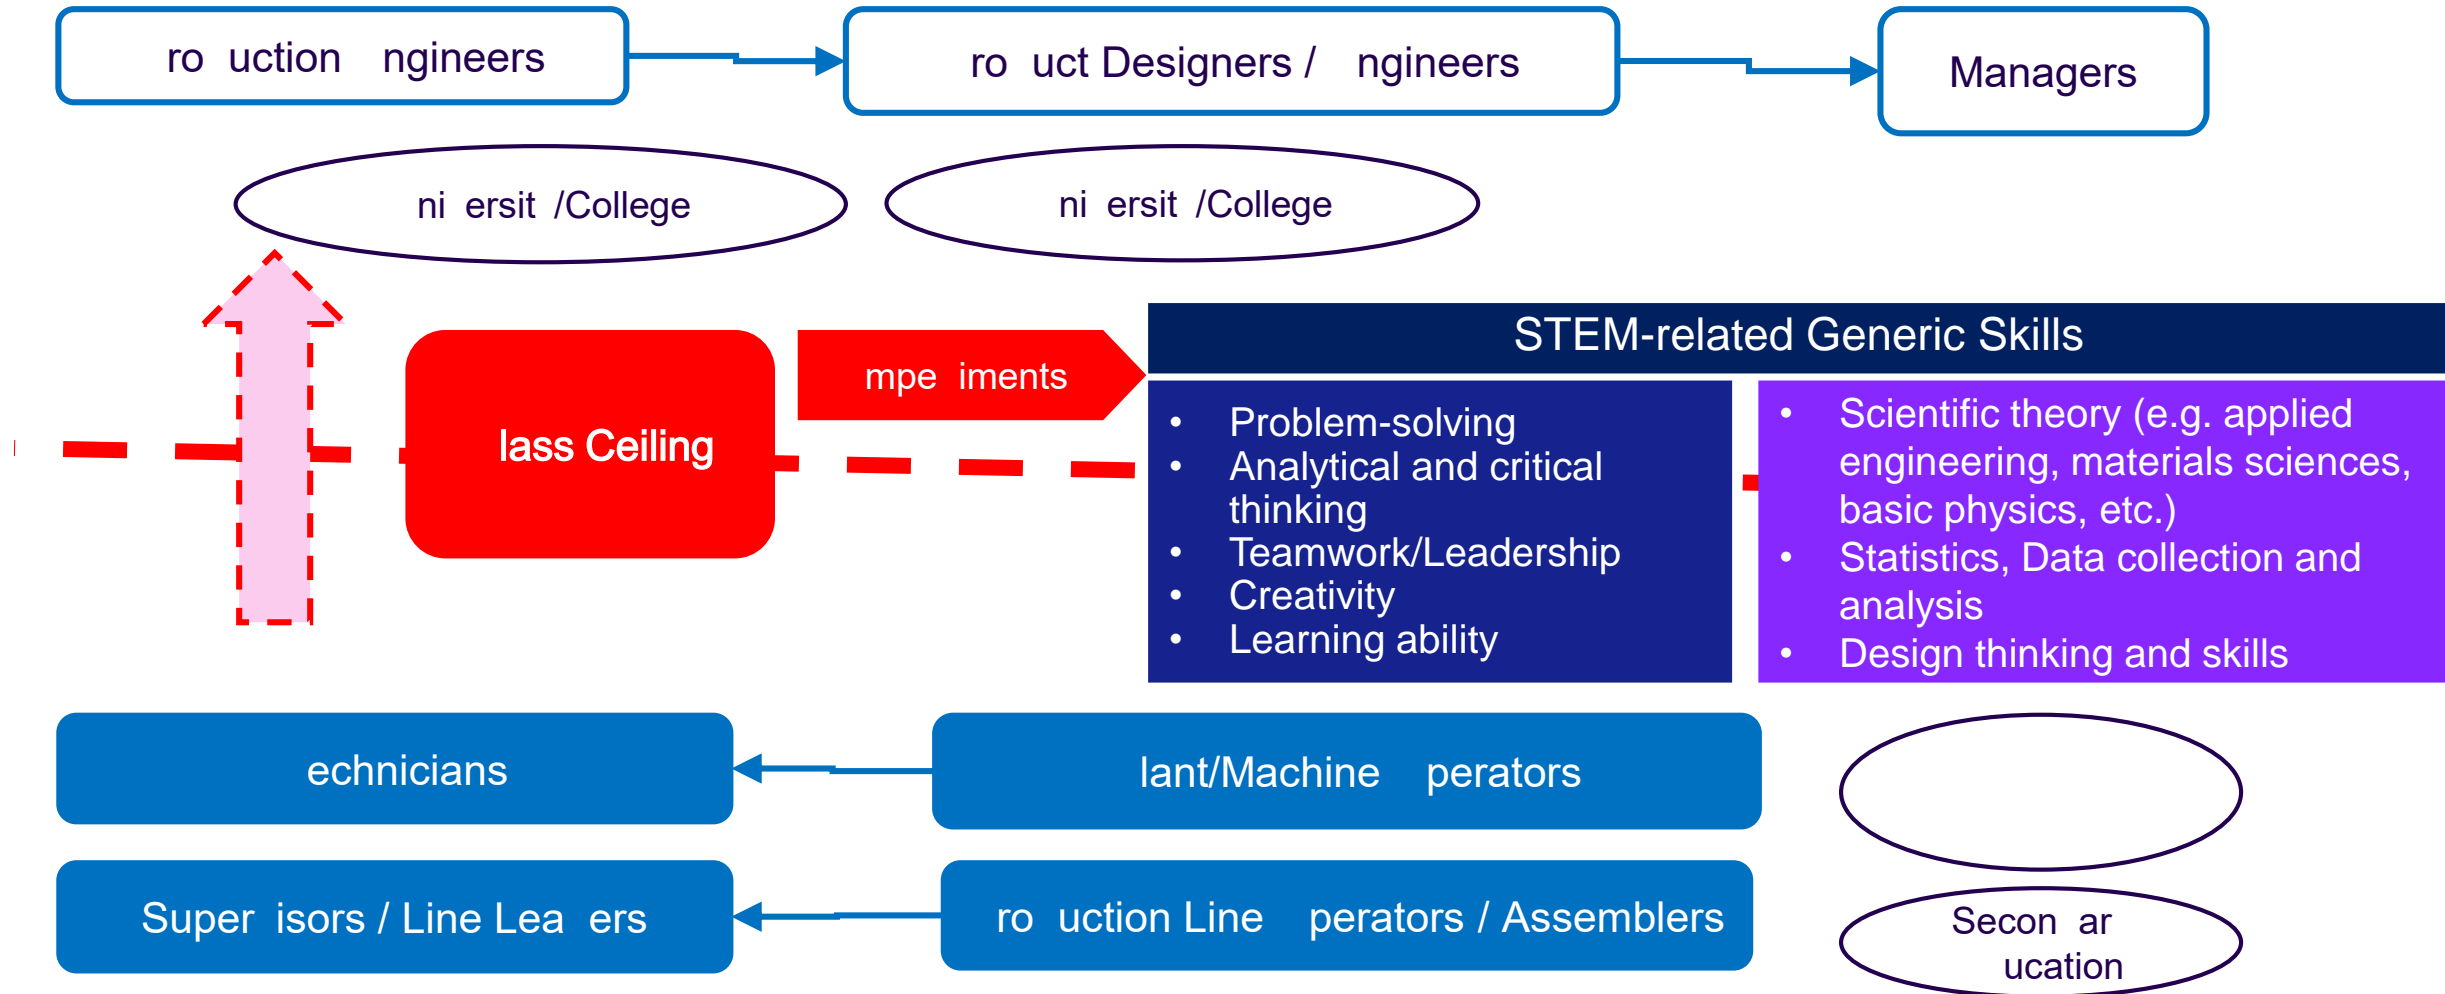 ro uction ngineers
ro uct Designers / ngineers
Managers
ni ersit /College
ni ersit /College
lass Ceiling
mpe iments
STEM-related Generic Skills
• Problem-solving
• Analytical and critical
thinking
• Teamwork/Leadership
• Creativity
• Learning ability
• Scientific theory (e.g. applied
engineering, materials sciences,
basic physics, etc.)
• Statistics, Data collection and
analysis
• Design thinking and skills
echnicians
lant/Machine perators
Super isors / Line Lea ers
ro uction Line perators / Assemblers
Secon ar
ucation